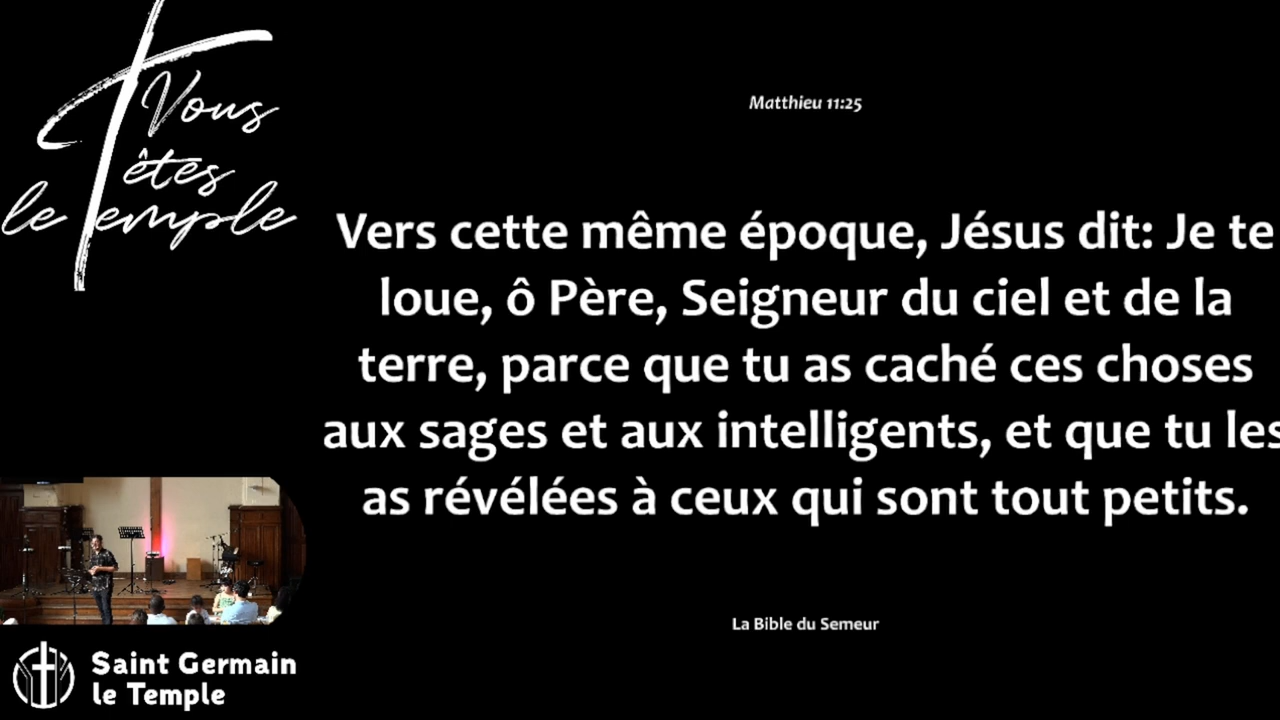 Vous
êtes
le Temple
Matthieu 11:25
Vers cette même époque, Jésus dit: Je te
loue, ô Père, Seigneur du ciel et de la
terre, parce que tu as caché ces choses
aux sages et aux intelligents, et que tu les
as révélées à ceux qui sont tout petits.
La Bible du Semeur
Saint Germain
le Temple